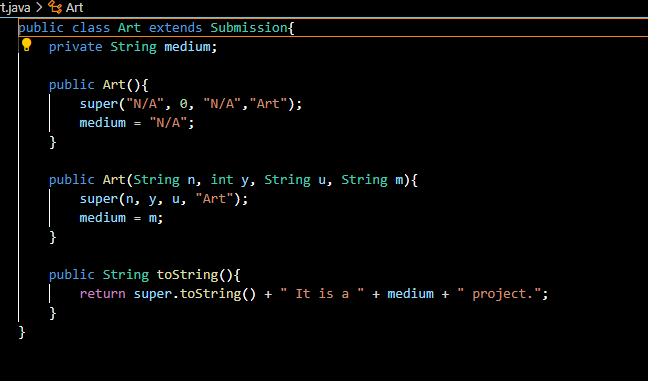 t.java > Art
public class Art extends Submission{
private String medium;
public Art(){
super("N/A", 0, "N/A","Art");
medium = "N/A";
}
public Art(String n, int y, String u, String m){
super(n, y, u, "Art");
medium = m;
}
public String toString(){
return super.toString() + " It is a " + medium + " project.";
}
}